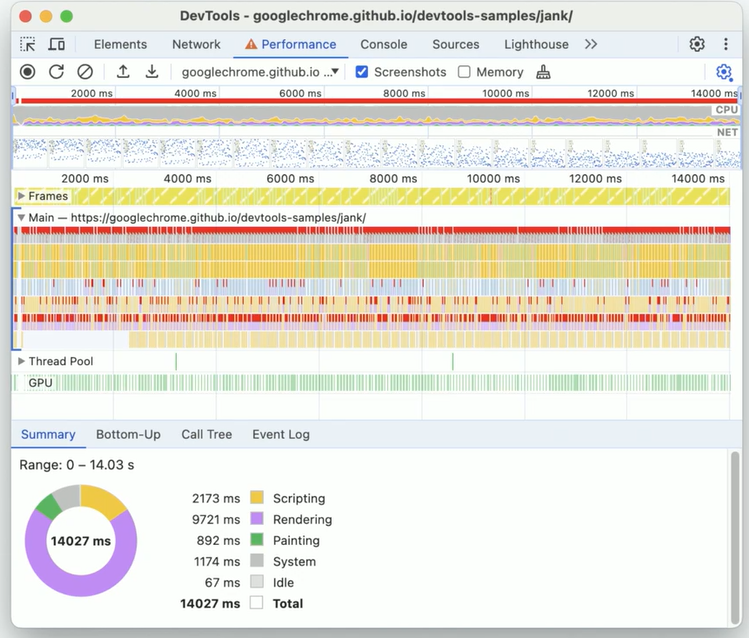 DevTools - googlechrome.github.io/devtools-samples/jank/
Elements Network Performance Console Sources Lighthouse
googlechrome.github.io ... Screenshots Memory
2000 ms 4000 ms 6000 ms 8000 ms 10000 ms 12000 ms 14000 ms
CPU
NET
2000 ms 4000 ms 6000 ms 8000 ms 10000 ms 12000 ms 14000 ms
Frames
Main — https://googlechrome.github.io/devtools-samples/jank/
Thread Pool
GPU
Summary Bottom-Up Call Tree Event Log
Range: 0 – 14.03 s
2173 ms Scripting
9721 ms Rendering
14027 ms
892 ms Painting
1174 ms System
67 ms Idle
14027 ms Total